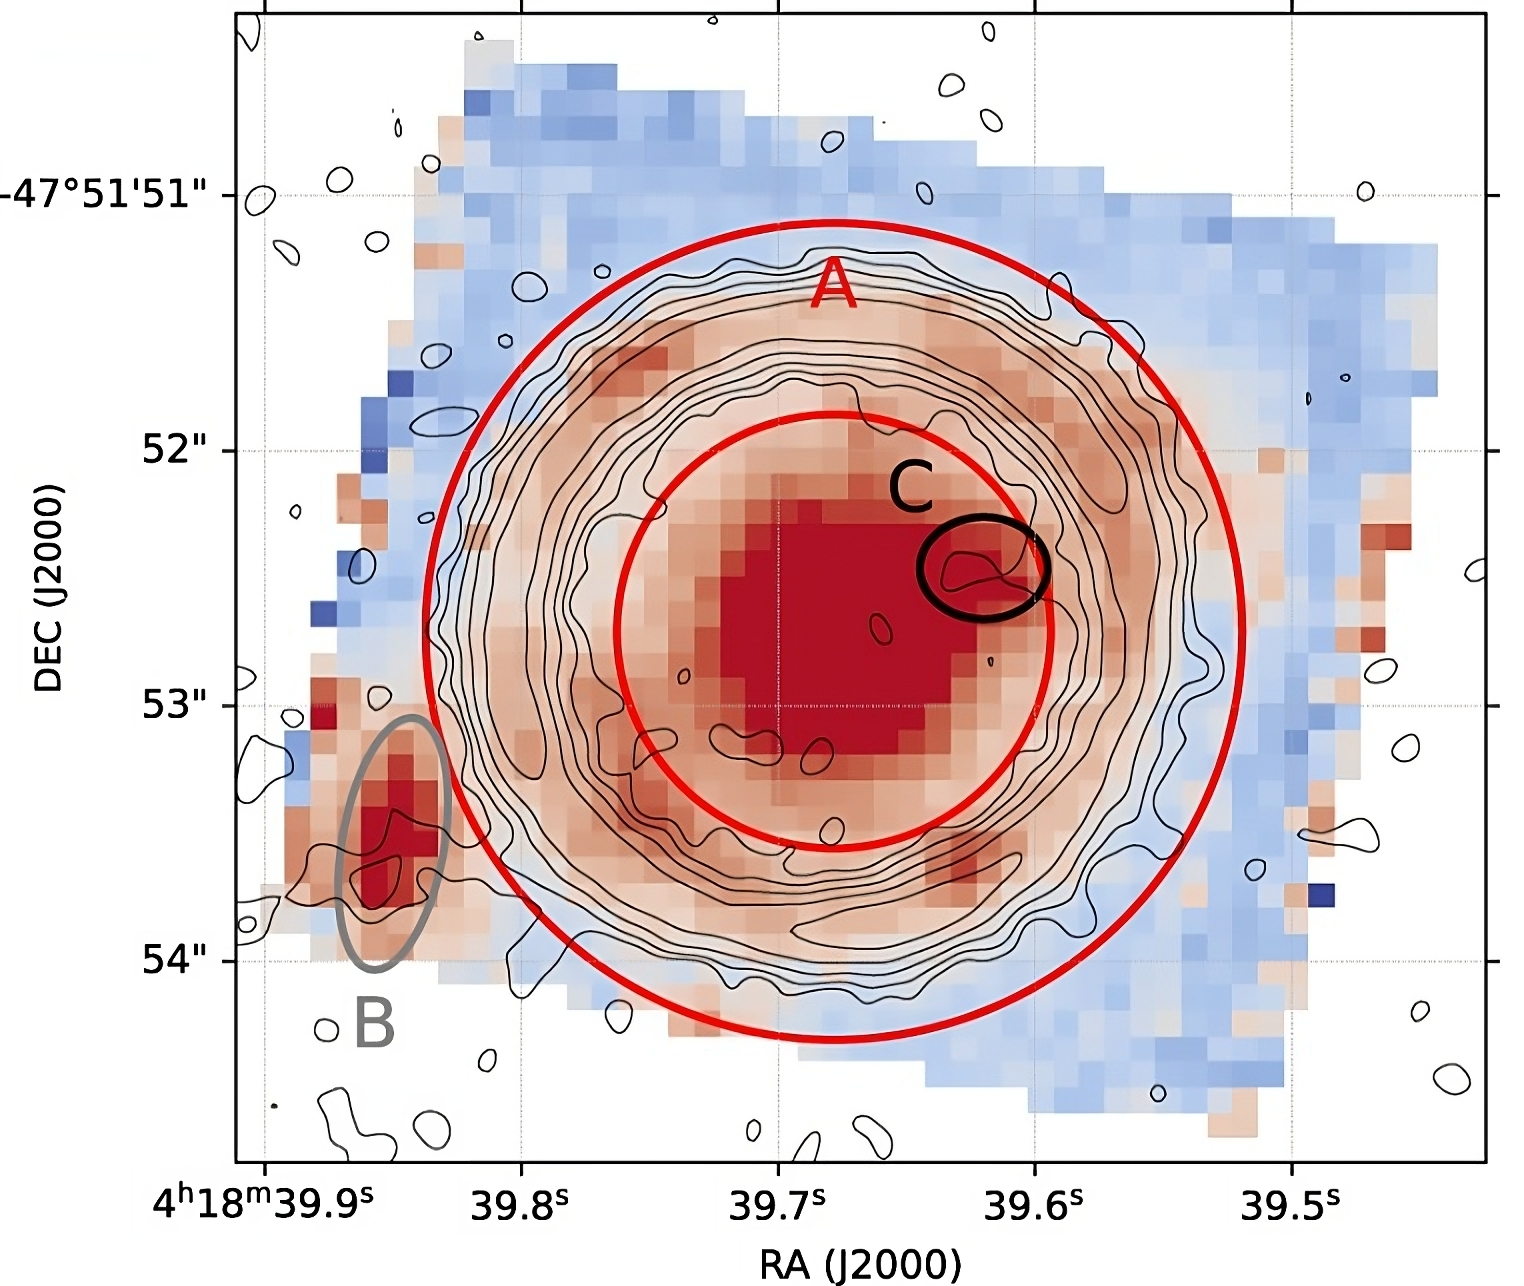 -47°51'51"
A
52"
C
DEC (J2000)
53"
54"
B
4ʰ18ᵐ39.9ˢ 39.8ˢ 39.7ˢ 39.6ˢ 39.5ˢ
RA (J2000)